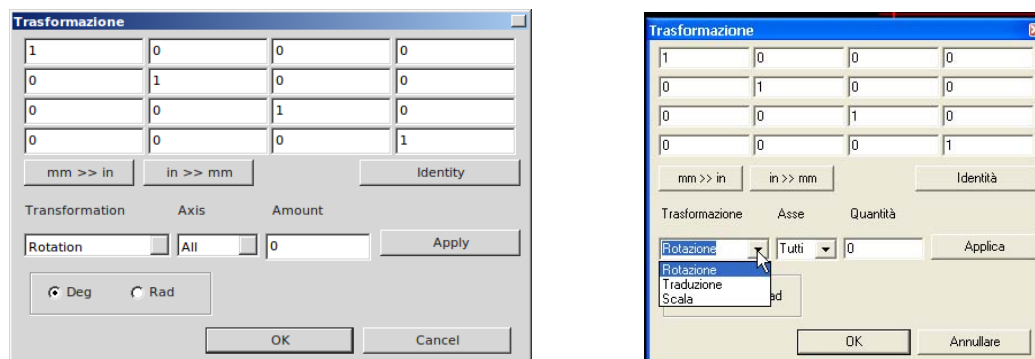 Trasformazione
1 0 0 0
0 1 0 0
0 0 1 0
0 0 0 1
mm >> in in >> mm Identity
Transformation Axis Amount
Rotation All 0 Apply
Deg Rad
OK Cancel
Trasformazione
1 0 0 0
0 1 0 0
0 0 1 0
0 0 0 1
mm >> in in >> mm Identità
Trasformazione Asse Quantità
Rotazione Tutti 0 Applica
Rotazione
Traduzione
Scala
ad
OK Annullare